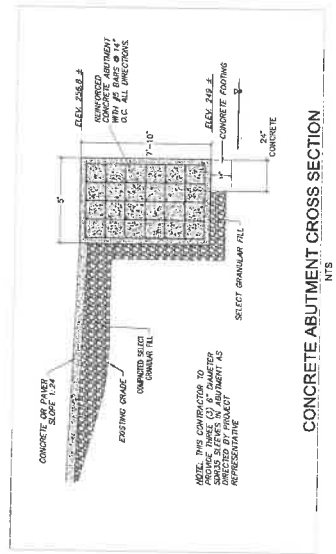 CONCRETE OR PAVER
SLOPE 1:24
EXISTING GRADE
COMPACTED SELECT
GRANULAR FILL
5'
ELEV. 256.8 ±
REINFORCED
CONCRETE ABUTMENT
WITH #5 BARS @ 14"
O.C. ALL DIRECTIONS.
7'-10"
ELEV. 249 ±
CONCRETE FOOTING
24"
CONCRETE
SELECT GRANULAR FILL
NOTE: THIS CONTRACTOR TO
PROVIDE THREE (3) 6" DIAMETER
SDR35 SLEEVES IN ABUTMENT AS
DIRECTED BY PROJECT
REPRESENTATIVE
CONCRETE ABUTMENT CROSS SECTION
NTS